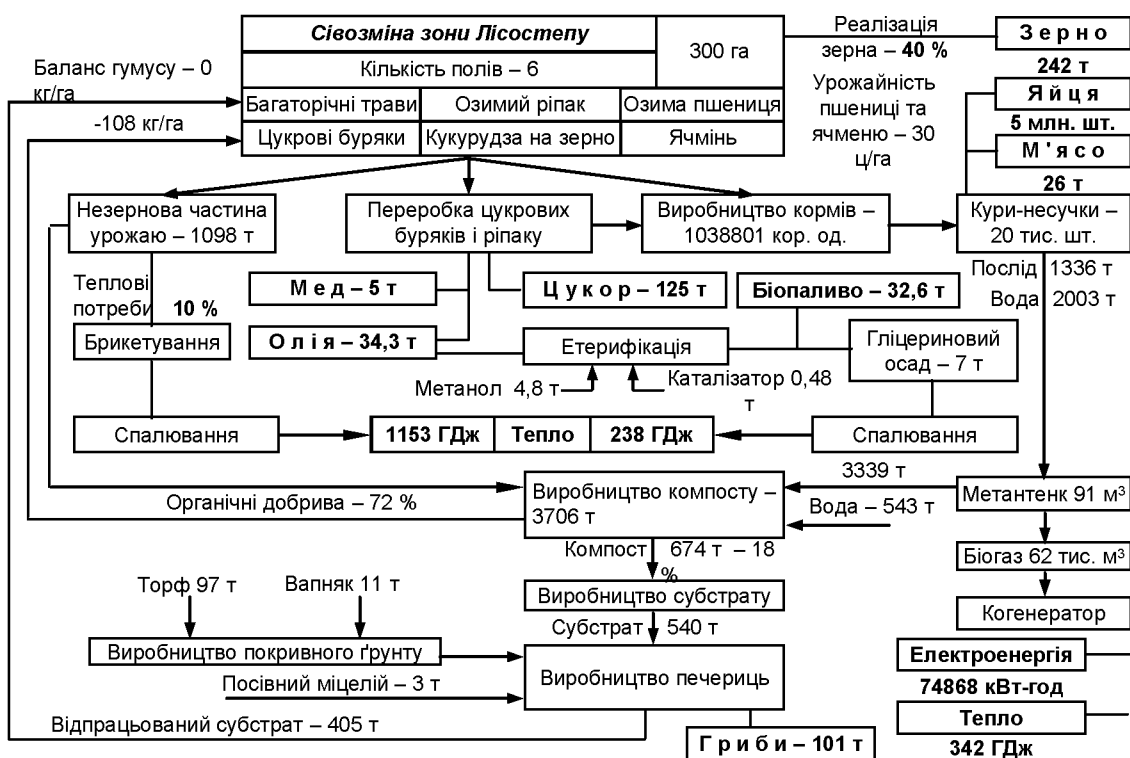 Сівозміна зони Лісостепу
300 га
Кількість полів – 6
Багаторічні трави
Озимий ріпак
Озима пшениця
Цукрові буряки
Кукурудза на зерно
Ячмінь
Баланс гумусу – 0
кг/га
-108 кг/га
Реалізація
зерна – 40 %
Урожайність
пшениці та
ячменю – 30
ц/га
Зерно
242 т
Яйця
5 млн. шт.
М'ясо
26 т
Незернова частина
урожаю – 1098 т
Переробка цукрових
буряків і ріпаку
Виробництво кормів –
1038801 кор. од.
Кури-несучки –
20 тис. шт.
Теплові
потреби 10 %
Мед – 5 т
Цукор – 125 т
Біопаливо – 32,6 т
Послід 1336 т
Вода 2003 т
Брикетування
Олія – 34,3 т
Етерифікація
Гліцериновий
осад – 7 т
Метанол 4,8 т
Каталізатор 0,48
т
Спалювання
1153 ГДж
Тепло
238 ГДж
Спалювання
Органічні добрива – 72 %
Виробництво компосту –
3706 т
3339 т
Вода – 543 т
Метантенк 91 м³
Компост 674 т – 18
%
Біогаз 62 тис. м³
Торф 97 т
Вапняк 11 т
Виробництво субстрату
Когенератор
Субстрат 540 т
Виробництво покривного ґрунту
Виробництво печериць
Електроенергія
74868 кВт-год
Посівний міцелій – 3 т
Тепло
342 ГДж
Відпрацьований субстрат – 405 т
Гриби – 101 т